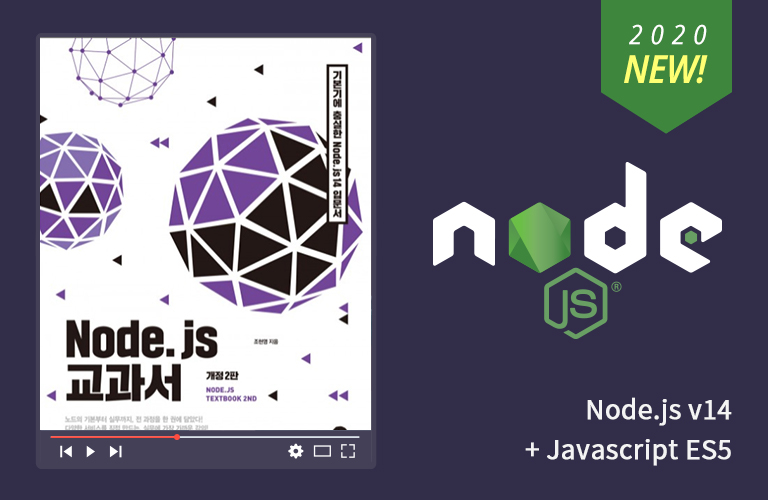 2020
NEW!
기본기에 충실한 Node.js 14 입문서
node
JS®
Node.js
교과서
조현영 지음
개정 2판
NODE.JS
TEXTBOOK 2ND
노드의 기본부터 실무까지, 전 과정을 한 권에 담았다!
Node.js v14
+ Javascript ES5